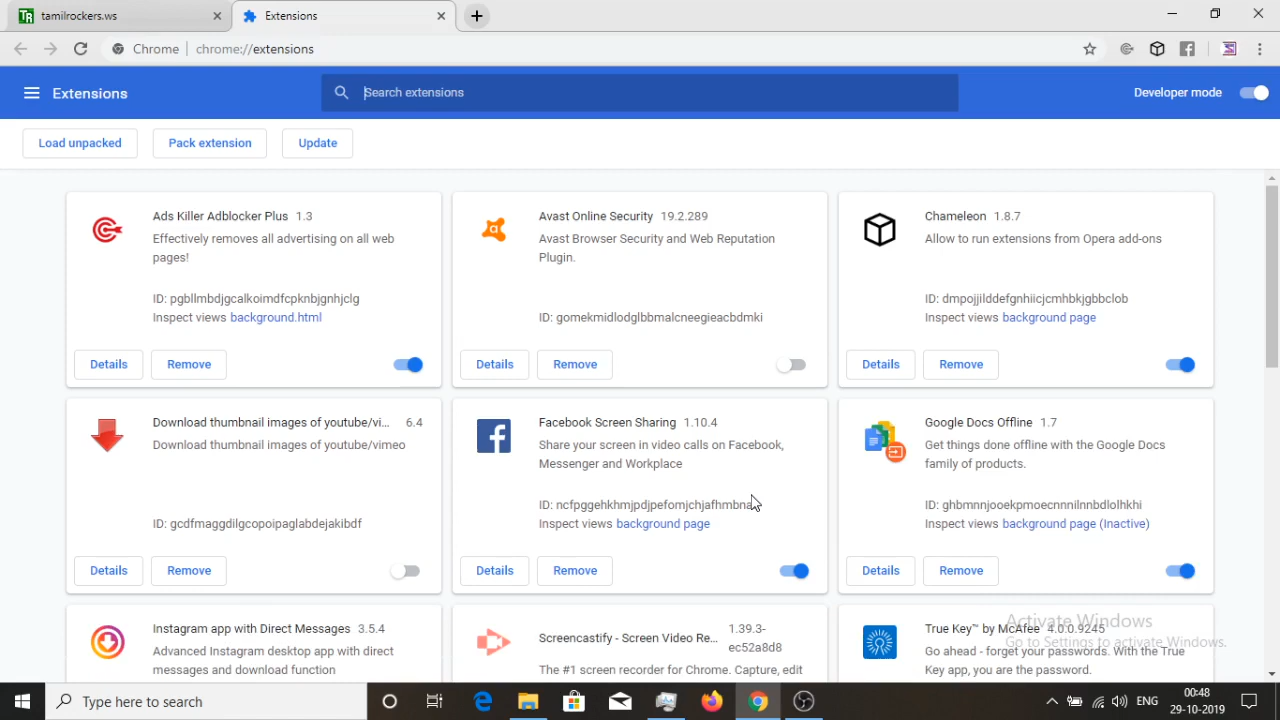 tamilrockers.ws
Extensions
Chrome
chrome://extensions
Extensions
Search extensions
Developer mode
Load unpacked
Pack extension
Update
Ads Killer Adblocker Plus 1.3
Effectively removes all advertising on all web
pages!
ID: pgbllmbdjgcalkoimdfcpknbjgnhjclg
Inspect views background.html
Details
Remove
Avast Online Security 19.2.289
Avast Browser Security and Web Reputation
Plugin.
ID: gomekmidlodglbbmalcneegieacbdmki
Details
Remove
Chameleon 1.8.7
Allow to run extensions from Opera add-ons
ID: dmpojjilddefgnhiicjcmhbkjgbbclob
Inspect views background page
Details
Remove
Download thumbnail images of youtube/vi... 6.4
Download thumbnail images of youtube/vimeo
ID: gcdfmaggdilgcopoipaglabdejakibdf
Details
Remove
Facebook Screen Sharing 1.10.4
Share your screen in video calls on Facebook,
Messenger and Workplace
ID: ncfpggehkhmjpdjpefomjchjafhmbna
Inspect views background page
Details
Remove
Google Docs Offline 1.7
Get things done offline with the Google Docs
family of products.
ID: ghbmnnjooekpmoecnnnilnnbdlolhkhi
Inspect views background page (Inactive)
Details
Remove
Instagram app with Direct Messages 3.5.4
Advanced Instagram desktop app with direct
messages and download function
Screencastify - Screen Video Re...
1.39.3-
ec52a8d8
The #1 screen recorder for Chrome. Capture, edit
True Key™ by McAfee 4.0.0.9245
Go ahead - forget your passwords. With the True
Key app, you are the password.
Activate Windows
Go to Settings to activate Windows.
Type here to search
ENG
00:48
29-10-2019